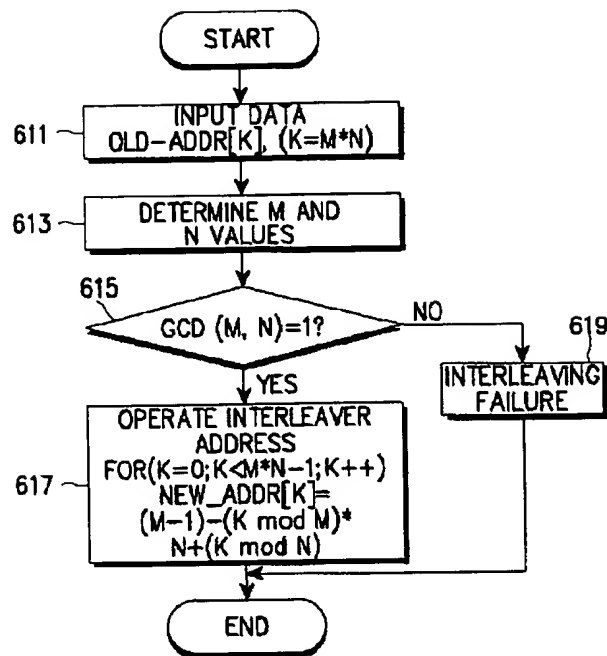 START
INPUT DATA
OLD-ADDR[K], (K=M*N)
611
DETERMINE M AND
N VALUES
613
615
GCD (M, N)=1?
NO
619
YES
INTERLEAVING
FAILURE
OPERATE INTERLEAVER
ADDRESS
FOR(K=0;K<M*N-1;K++)
NEW_ADDR[K]=
(M-1)-(K mod M)*
N+(K mod N)
617
END